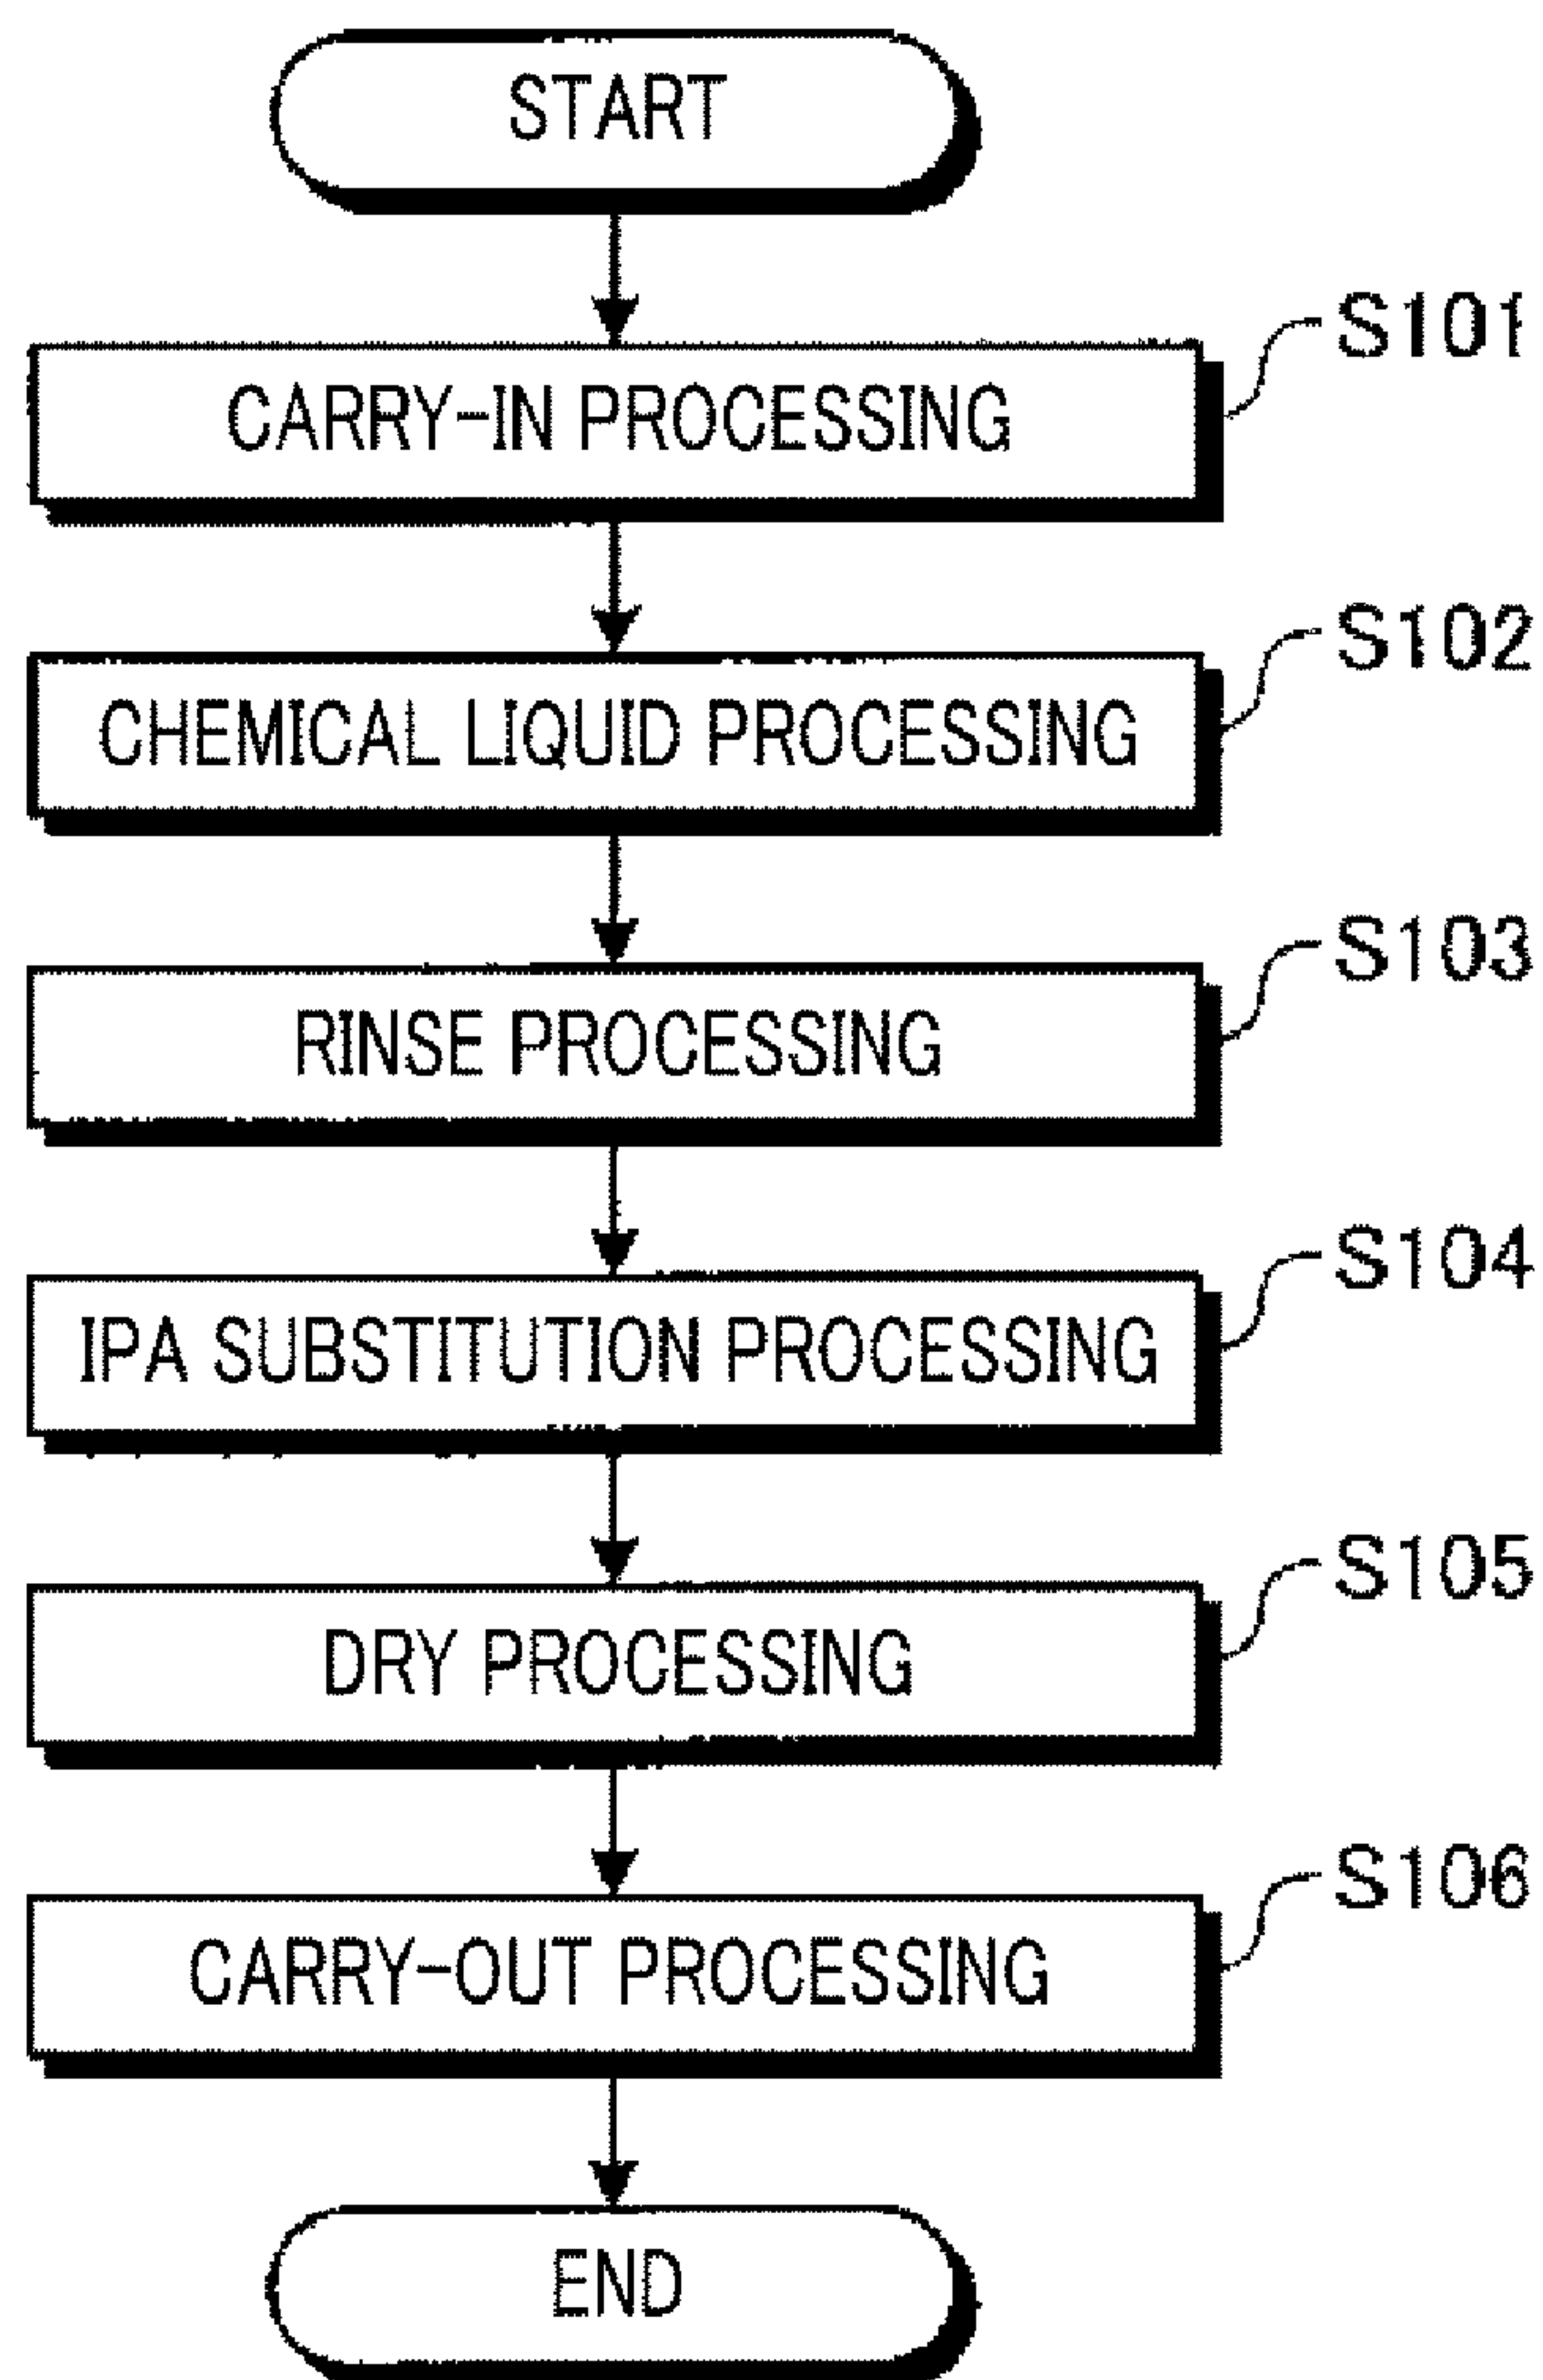 START
S101
CARRY-IN PROCESSING
S102
CHEMICAL LIQUID PROCESSING
S103
RINSE PROCESSING
S104
IPA SUBSTITUTION PROCESSING
S105
DRY PROCESSING
S106
CARRY-OUT PROCESSING
END